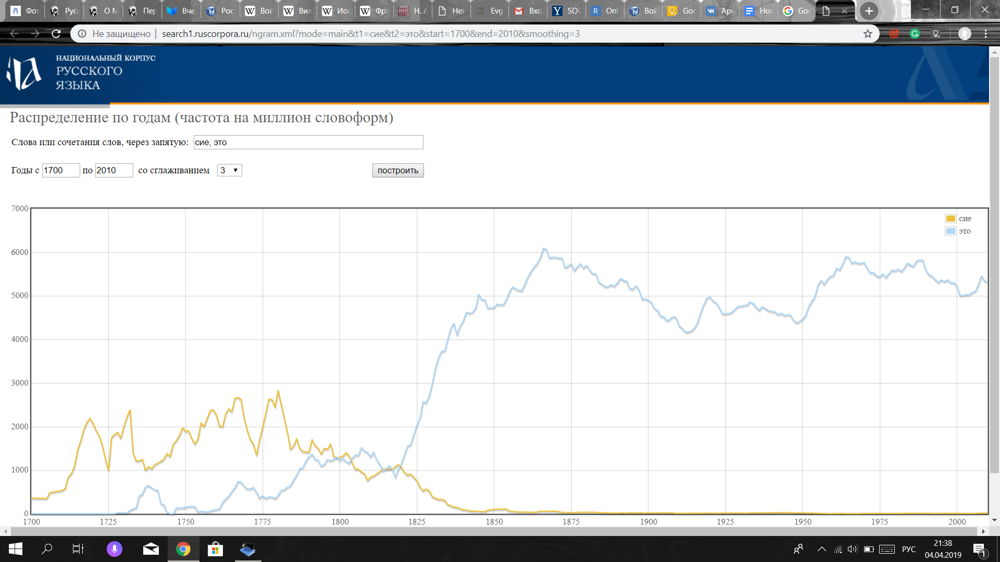 Фот
Рус
О М
Пер
Вче
Рос
Вой
Вил
Иос
Фра
Н. А
Hei
Evg
Вхо
SO
Onl
Вой
Goo
Арн
Нов
Goo
Не защищено | search1.ruscorpora.ru/ngram.xml?mode=main&t1=сие&t2=это&start=1700&end=2010&smoothing=3
НАЦИОНАЛЬНЫЙ КОРПУС
РУССКОГО
ЯЗЫКА
Распределение по годам (частота на миллион словоформ)
Слова или сочетания слов, через запятую: сие, это
Годы с 1700 по 2010 со сглаживанием 3 построить
7000
сие
это
6000
5000
4000
3000
2000
1000
0
1700 1725 1750 1775 1800 1825 1850 1875 1900 1925 1950 1975 2000
РУС
21:38
04.04.2019
1